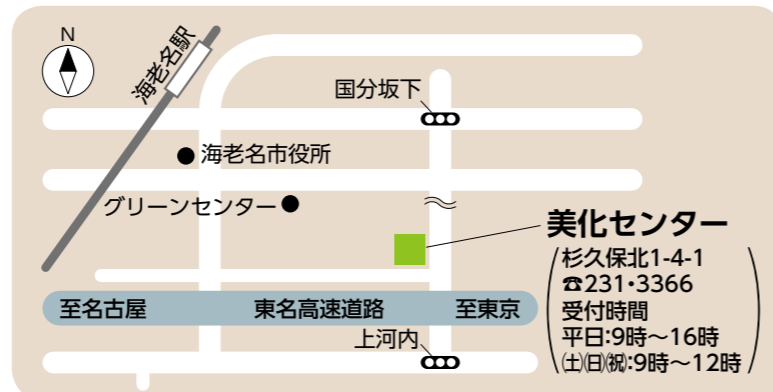 N
海老名駅
国分坂下
海老名市役所
グリーンセンター
美化センター
杉久保北1-4-1
☎231・3366
受付時間
平日:9時～16時
㈯㈰㈷:9時～12時
至名古屋 東名高速道路 至東京
上河内